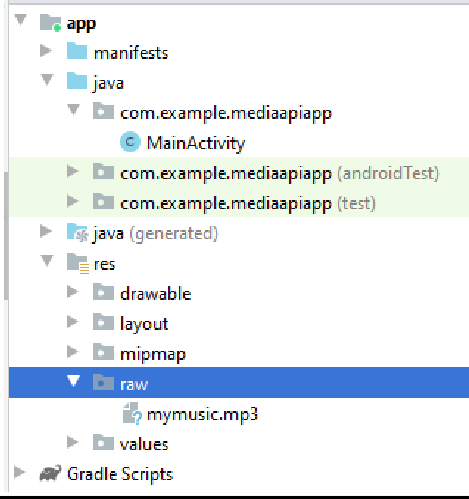 app
manifests
java
com.example.mediaapiapp
C MainActivity
com.example.mediaapiapp (androidTest)
com.example.mediaapiapp (test)
java (generated)
res
drawable
layout
mipmap
raw
mymusic.mp3
values
Gradle Scripts